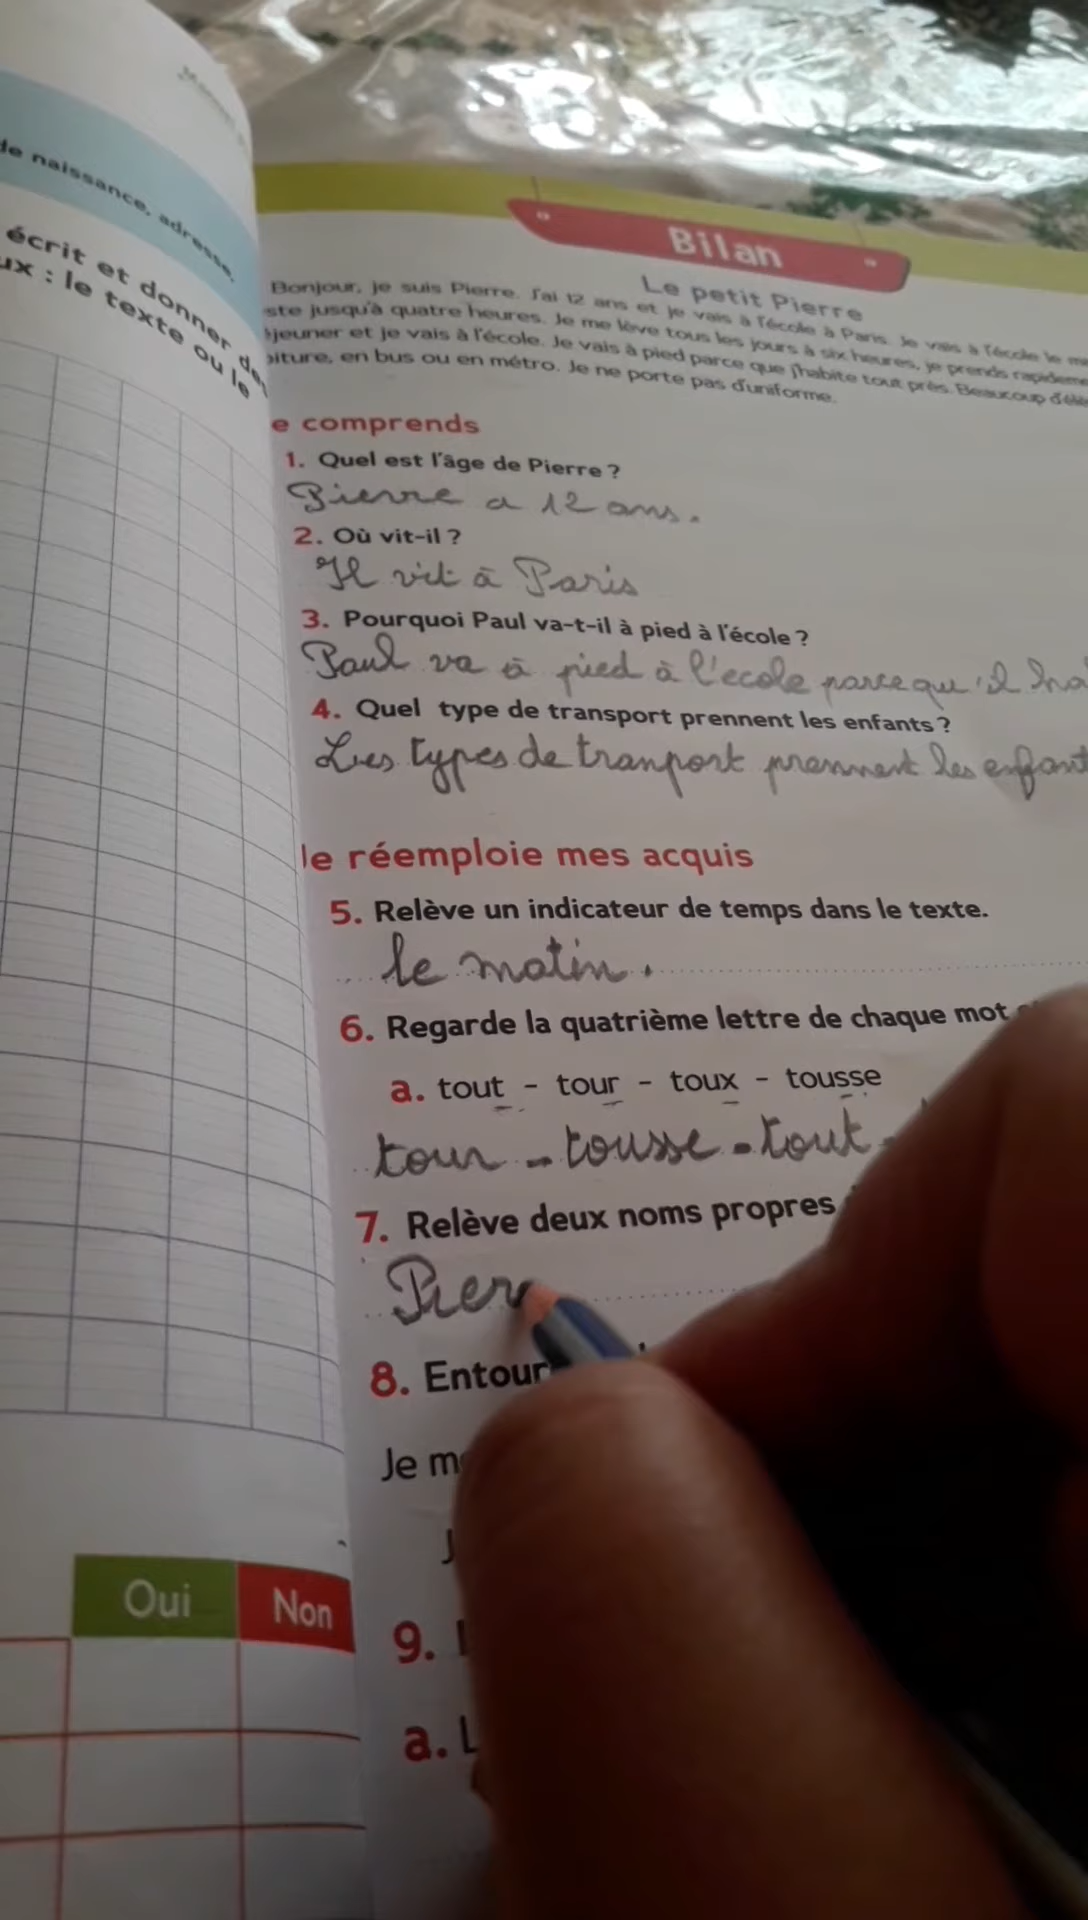 de naissance, adresse,
écrit et donner de
ux : le texte ou le
Oui Non
Bilan
Le petit Pierre
Bonjour, je suis Pierre. J'ai 12 ans et je vais à l'école à Paris. Je vais à l'école le
ste jusqu'à quatre heures. Je me lève tous les jours à six heures, je prends rapideme
éjeuner et je vais à l'école. Je vais à pied parce que j'habite tout près. Beaucoup d'élè
oiture, en bus ou en métro. Je ne porte pas d'uniforme.
e comprends
1. Quel est l'âge de Pierre ?
Pierre a 12 ans.
2. Où vit-il ?
Il vit à Paris
3. Pourquoi Paul va-t-il à pied à l'école ?
Paul va à pied à l'ecole parcequ'il ha
4. Quel type de transport prennent les enfants ?
Les types de tranport prennent les enfant
Je réemploie mes acquis
5. Relève un indicateur de temps dans le texte.
le matin.
6. Regarde la quatrième lettre de chaque mot
a. tout - tour - toux - tousse
tour - tousse - tout -
7. Relève deux noms propres
Pier
8. Entour
Je m
J
9.
a. L